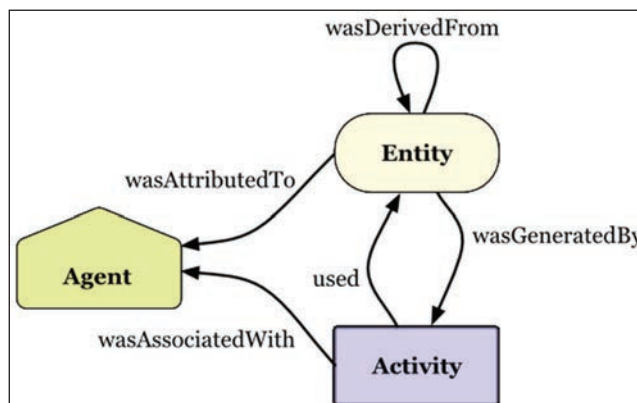 wasDerivedFrom
Entity
wasAttributedTo
wasGeneratedBy
Agent
used
wasAssociatedWith
Activity